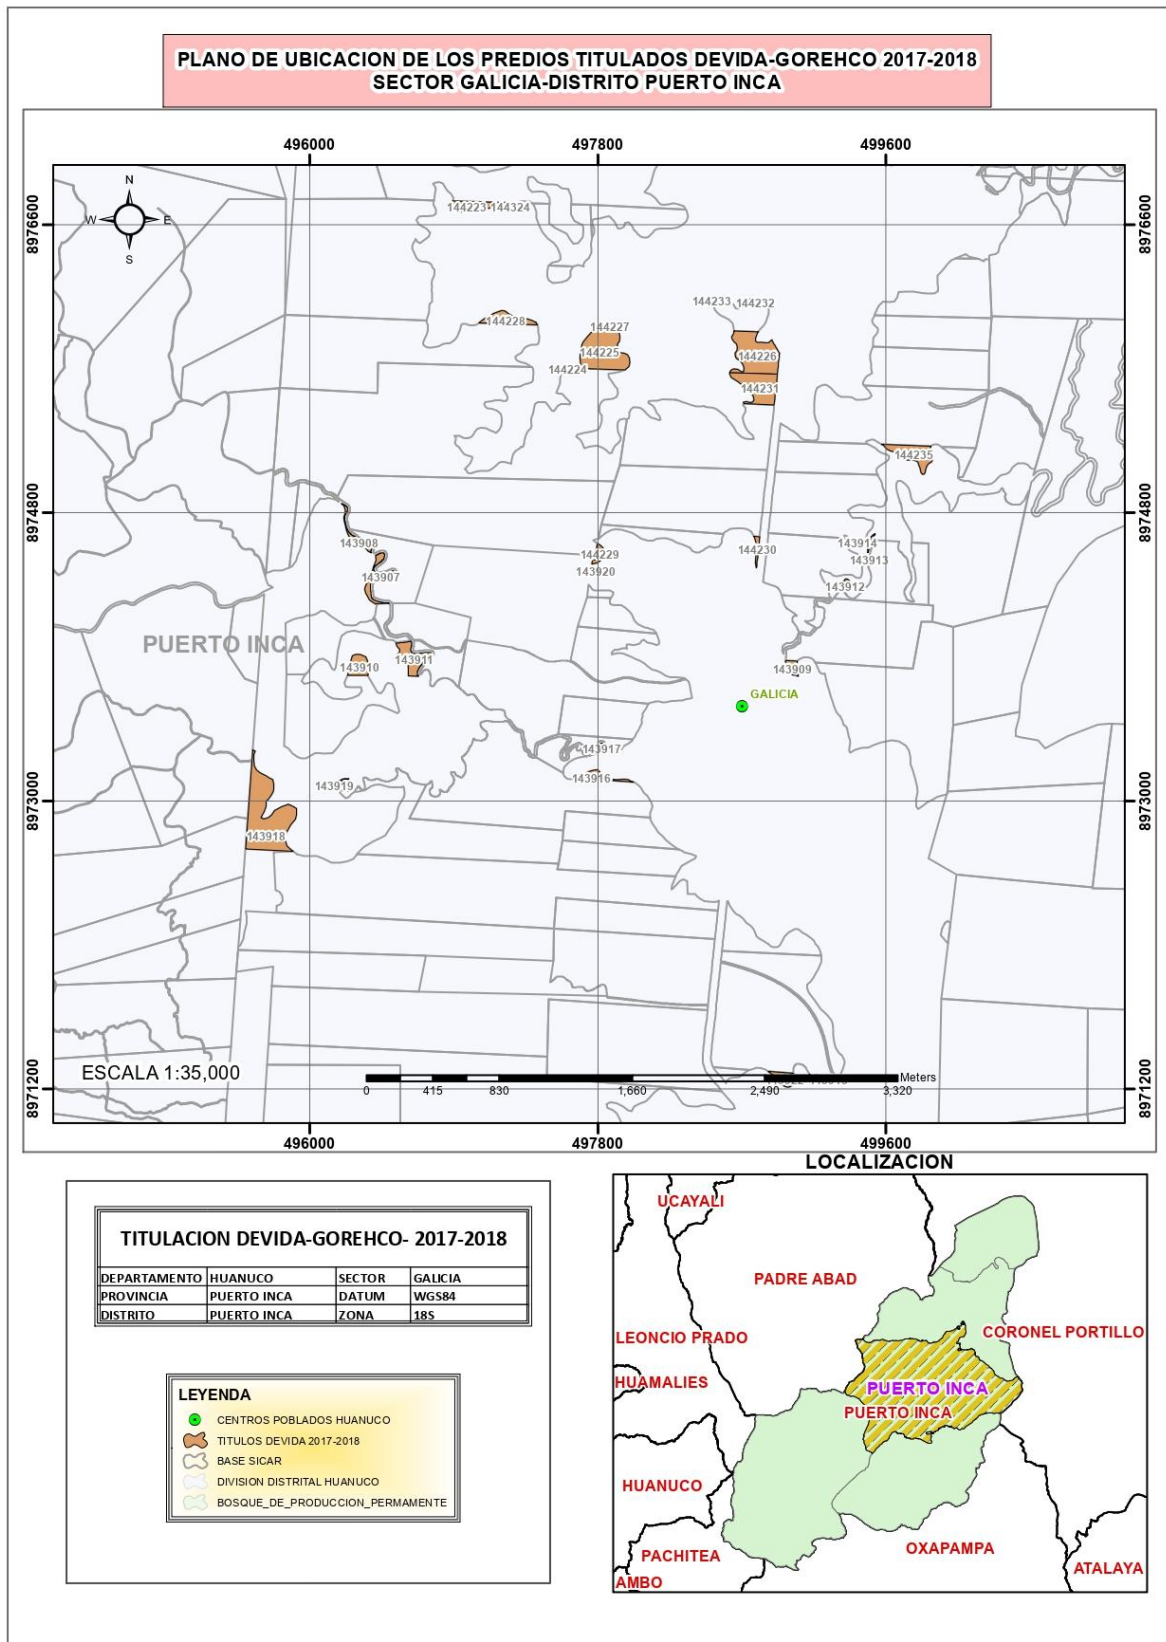 PLANO DE UBICACION DE LOS PREDIOS TITULADOS DEVIDA-GOREHCO 2017-2018
SECTOR GALICIA-DISTRITO PUERTO INCA
496000 497800 499600
N
W E
S
8976600
8976600
144223-144324
144233 144232
144228
144227
144225
144226
144224
144231
144235
8974800
8974800
143908
144229
144230
143914
143913
143920
143907
143912
PUERTO INCA
143910
143911
143909
GALICIA
143917
143919
143916
8973000
8973000
143918
ESCALA 1:35,000
Meters
0 415 830 1,660 2,490 3,320
8971200
8971200
496000 497800 499600
LOCALIZACION
TITULACION DEVIDA-GOREHCO- 2017-2018
DEPARTAMENTO HUANUCO SECTOR GALICIA
PROVINCIA PUERTO INCA DATUM WGS84
DISTRITO PUERTO INCA ZONA 18S
LEYENDA
CENTROS POBLADOS HUANUCO
TITULOS DEVIDA 2017-2018
BASE SICAR
DIVISION DISTRITAL HUANUCO
BOSQUE_DE_PRODUCCION_PERMAMENTE
UCAYALI
PADRE ABAD
LEONCIO PRADO
CORONEL PORTILLO
HUAMALIES
PUERTO INCA
PUERTO INCA
HUANUCO
PACHITEA
OXAPAMPA
ATALAYA
AMBO